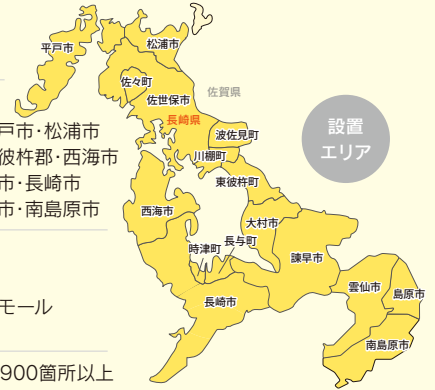 戸市・松浦市
彼杵郡・西海市
市・長崎市
市・南島原市
モール
900箇所以上
平戸市
松浦市
佐々町
佐世保市
佐賀県
長崎県
波佐見町
川棚町
東彼杵町
西海市
大村市
時津町
長与町
諫早市
長崎市
雲仙市
島原市
南島原市
設置
エリア